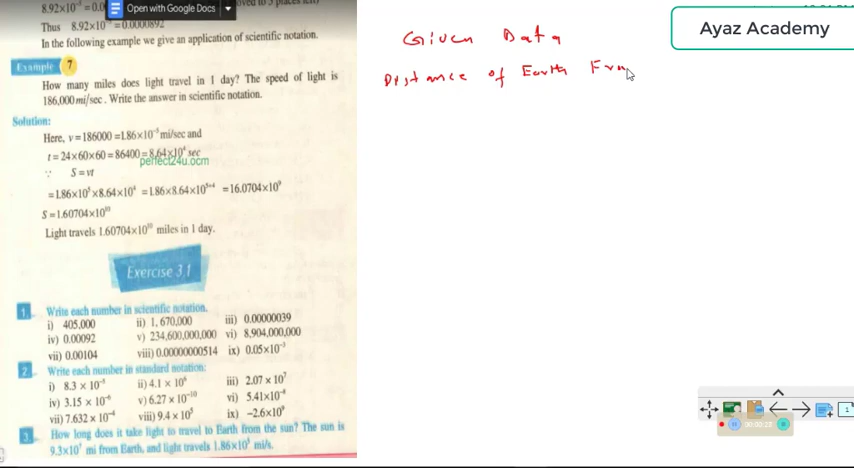 8.92×10
Open with Google Docs
Thus 8.92×10⁻⁵ =0.0000892
In the following example we give an application of scientific notation.
Example 7
How many miles does light travel in 1 day? The speed of light is
186,000 mi/sec. Write the answer in scientific notation.
Solution:
Here, v=186000 =1.86×10⁻⁵ mi/sec and
t=24×60×60=86400=8.64×10⁴ sec
perfect24u.ocm
∵ S=vt
=1.86×10⁵×8.64×10⁴ =1.86×8.64×10⁵⁺⁴ =16.0704×10⁹
S=1.60704×10¹⁰
Light travels 1.60704×10¹⁰ miles in 1 day.
Exercise 3.1
1. Write each number in scientific notation.
i) 405,000 ii) 1, 670,000 iii) 0.00000039
iv) 0.00092 v) 234,600,000,000 vi) 8,904,000,000
vii) 0.00104 viii) 0.00000000514 ix) 0.05×10⁻³
2. Write each number in standard notation:
i) 8.3 × 10⁻⁵ ii) 4.1 × 10⁶ iii) 2.07 × 10⁷
iv) 3.15 × 10⁻⁶ v) 6.27 × 10⁻¹⁰ vi) 5.41×10⁻⁸
vii) 7.632 × 10⁻⁴ viii) 9.4 × 10⁵ ix) −2.6×10⁹
3. How long does it take light to travel to Earth from the sun? The sun is
9.3×10⁷ mi from Earth, and light travels 1.86×10⁵ mi/s.
Ayaz Academy
Given Data
Distance of Earth From